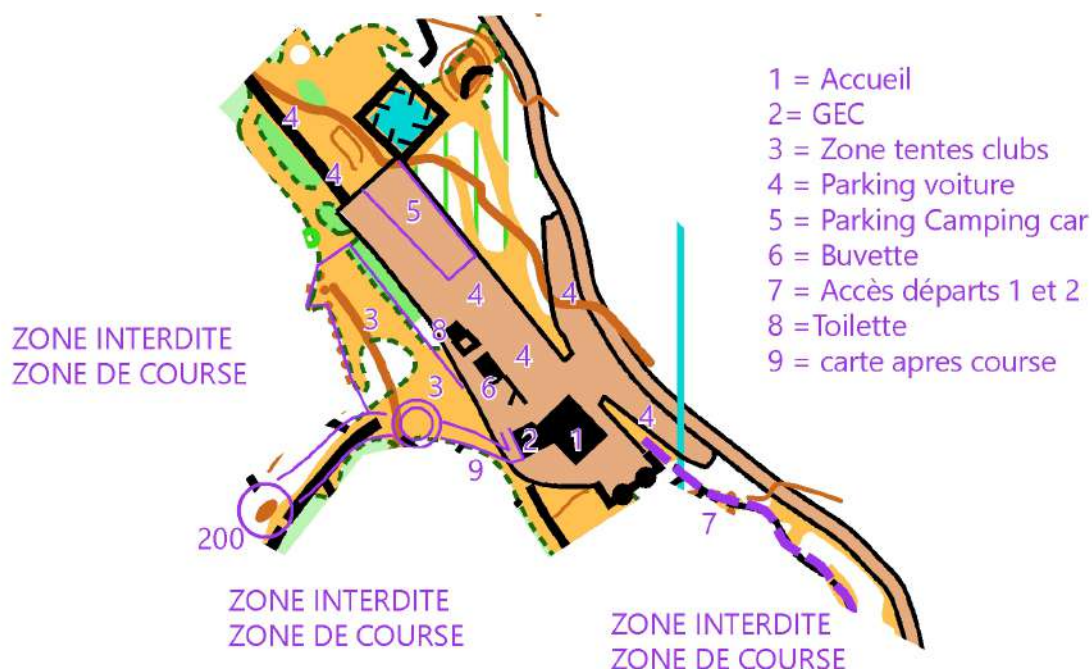 4
4
5
4
4
3
8
4
6
3
4
2
1
9
200
7
1 = Accueil
2= GEC
3 = Zone tentes clubs
4 = Parking voiture
5 = Parking Camping car
6 = Buvette
7 = Accès départs 1 et 2
8 =Toilette
9 = carte apres course
ZONE INTERDITE
ZONE DE COURSE
ZONE INTERDITE
ZONE DE COURSE
ZONE INTERDITE
ZONE DE COURSE